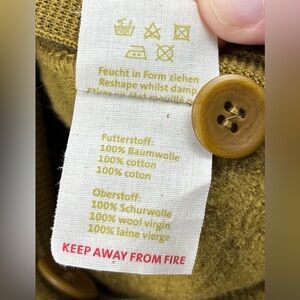 Feucht in Form ziehen
Reshape whilst damp
Futterstoff:
100% Baumwolle
100% cotton
100% coton
Oberstoff:
100% Schurwolle
100% wool virgin
100% laine vierge
KEEP AWAY FROM FIRE